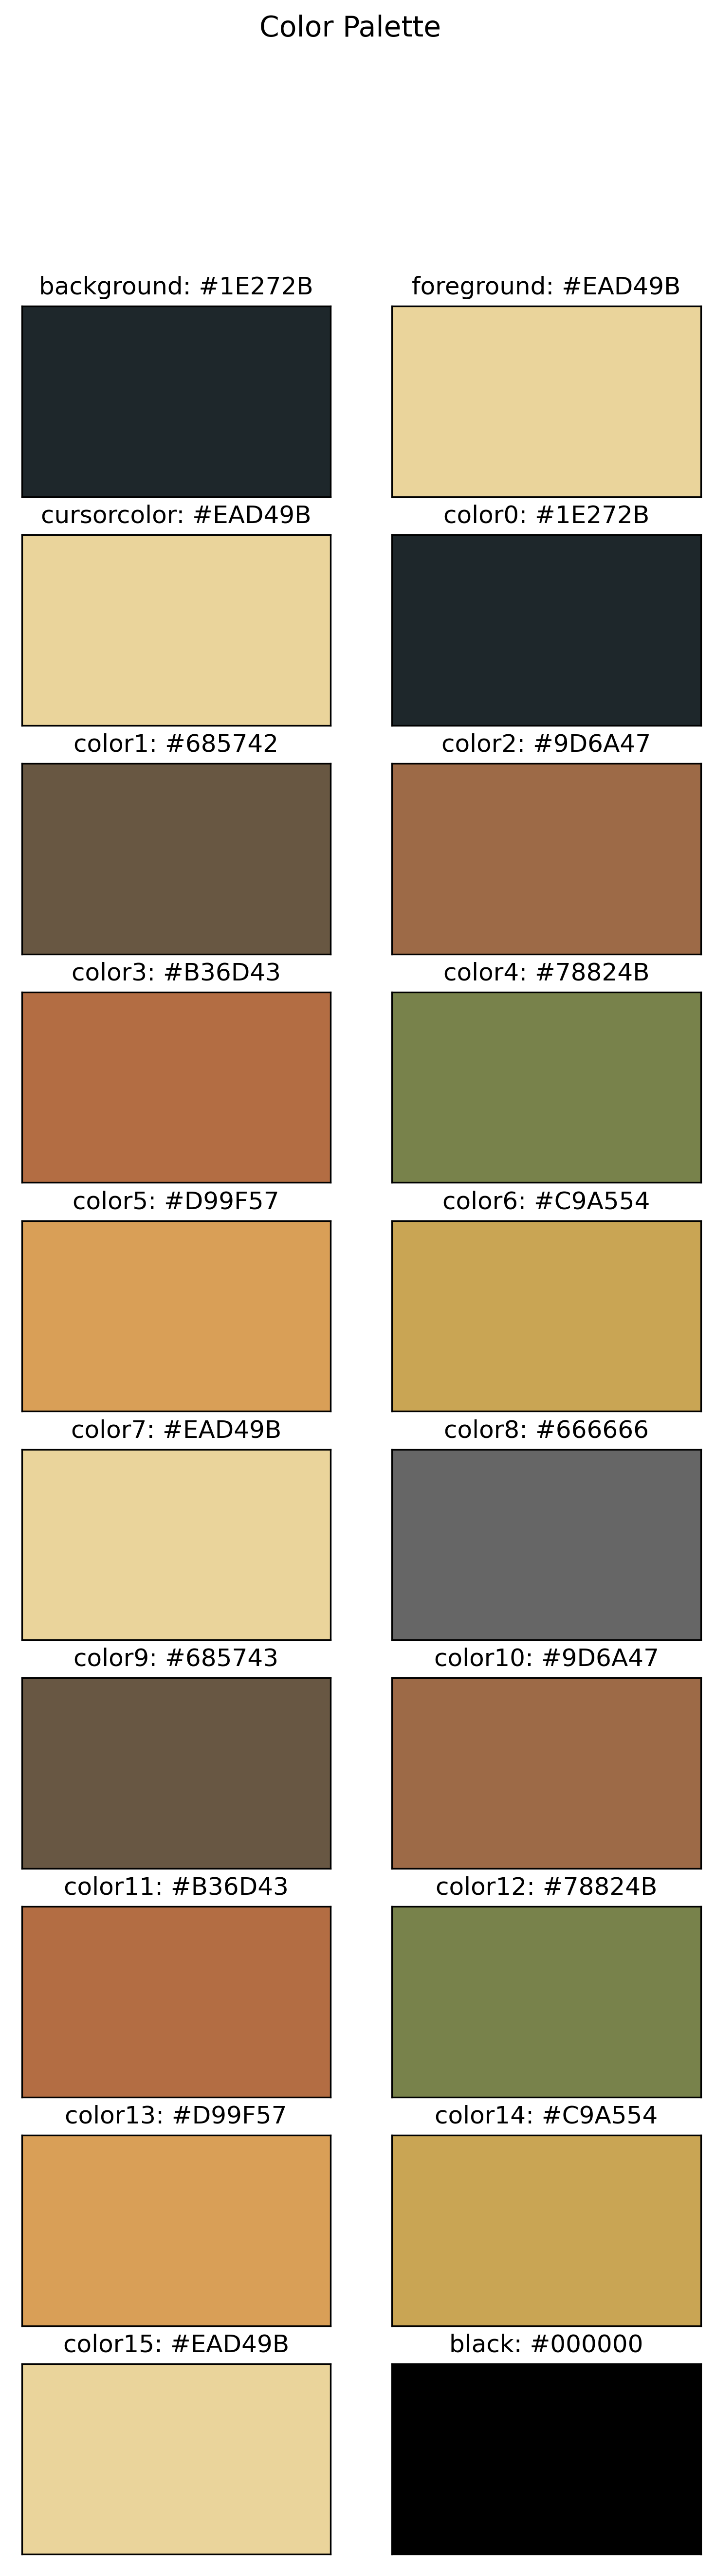 Color Palette
background: #1E272B
foreground: #EAD49B
cursorcolor: #EAD49B
color0: #1E272B
color1: #685742
color2: #9D6A47
color3: #B36D43
color4: #78824B
color5: #D99F57
color6: #C9A554
color7: #EAD49B
color8: #666666
color9: #685743
color10: #9D6A47
color11: #B36D43
color12: #78824B
color13: #D99F57
color14: #C9A554
color15: #EAD49B
black: #000000